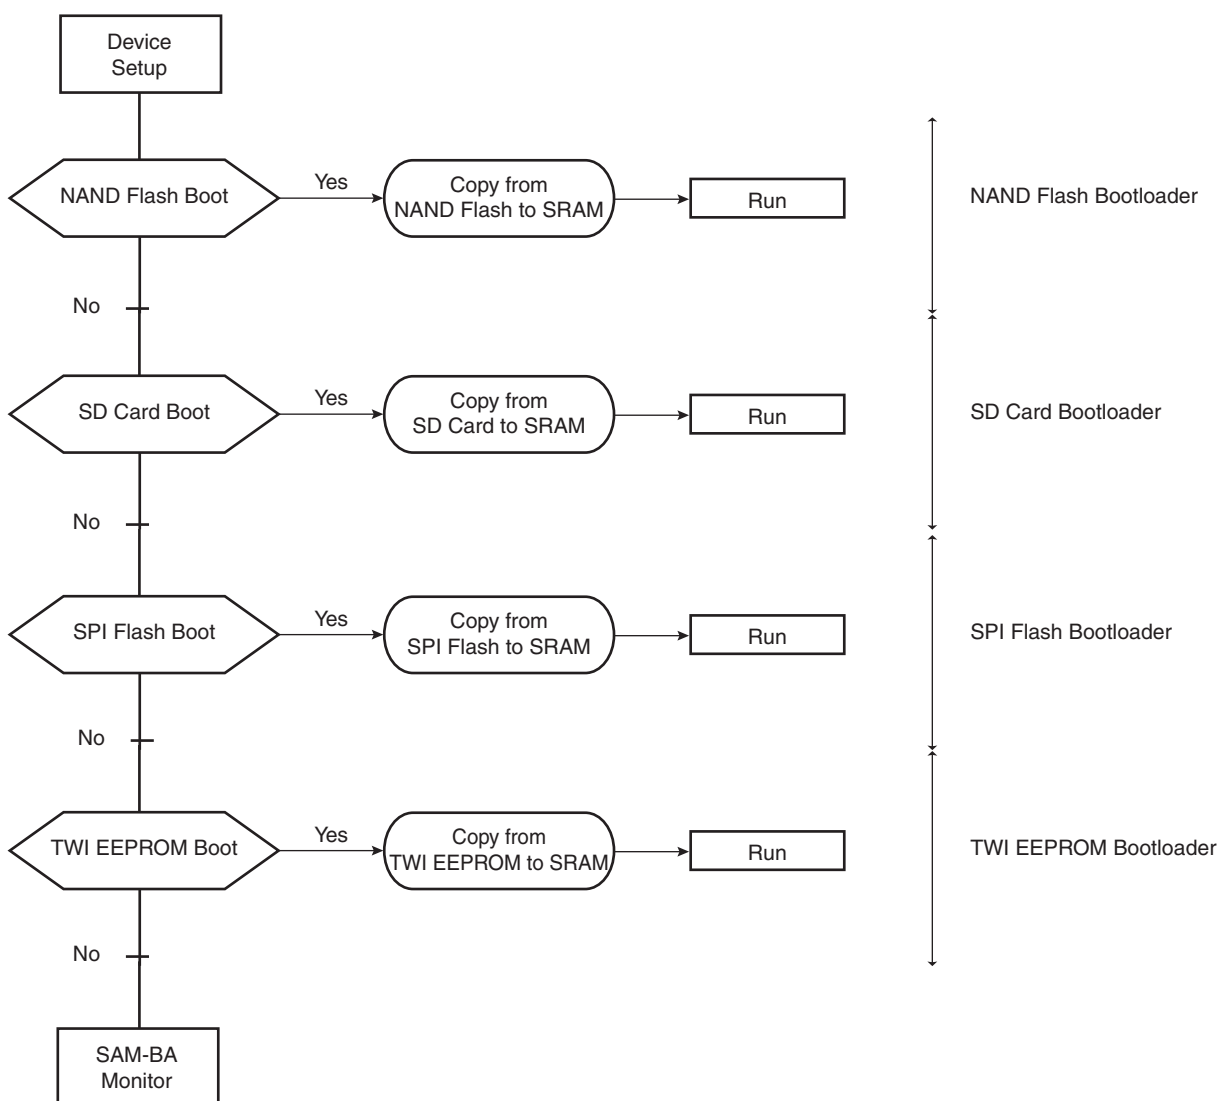 Device
Setup
NAND Flash Boot
Yes
Copy from
NAND Flash to SRAM
Run
NAND Flash Bootloader
No
SD Card Boot
Yes
Copy from
SD Card to SRAM
Run
SD Card Bootloader
No
SPI Flash Boot
Yes
Copy from
SPI Flash to SRAM
Run
SPI Flash Bootloader
No
TWI EEPROM Boot
Yes
Copy from
TWI EEPROM to SRAM
Run
TWI EEPROM Bootloader
No
SAM-BA
Monitor